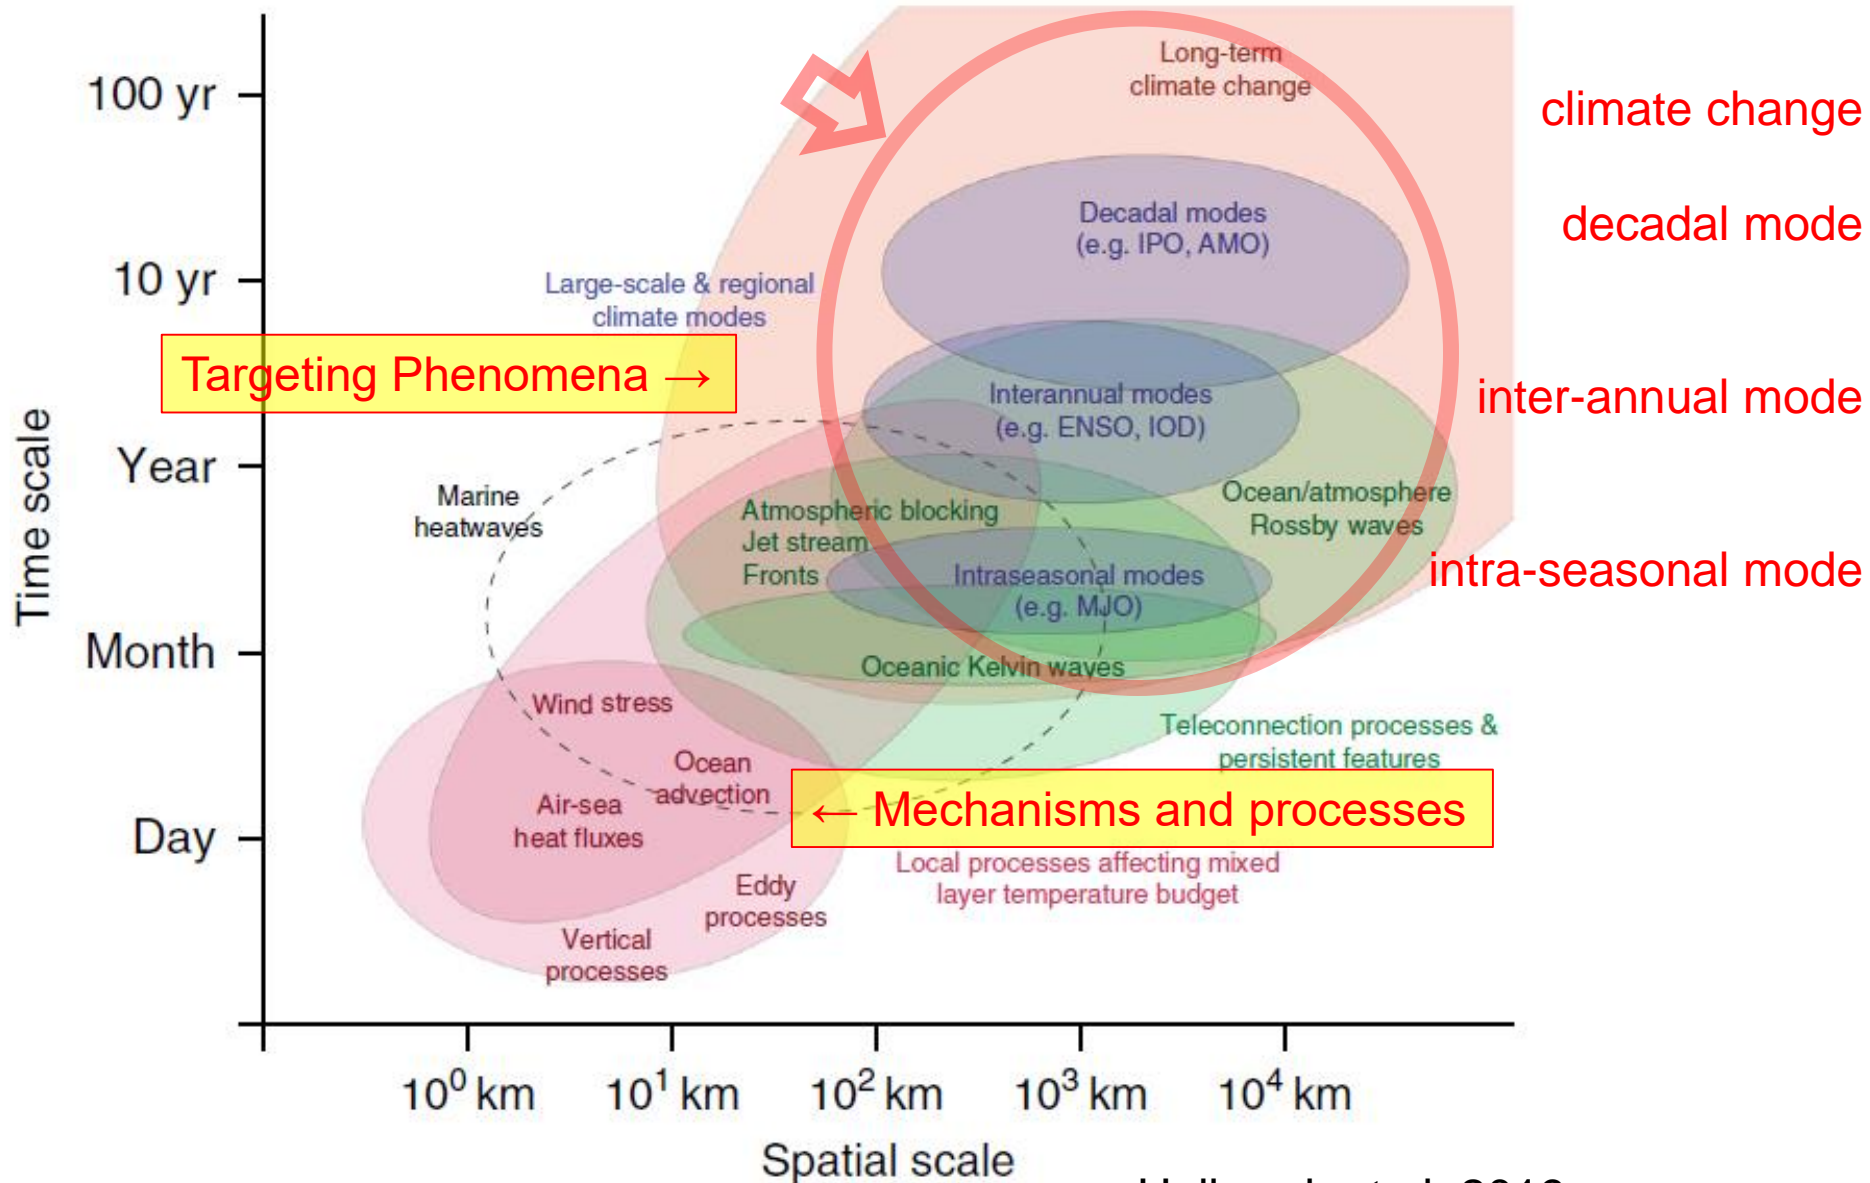 Long-term
climate change
100 yr
climate change
Decadal modes
(e.g. IPO, AMO)
decadal mode
10 yr
Large-scale & regional
climate modes
Targeting Phenomena →
Interannual modes
(e.g. ENSO, IOD)
inter-annual mode
Time scale
Year
Marine
heatwaves
Atmospheric blocking
Jet stream
Fronts
Ocean/atmosphere
Rossby waves
Intraseasonal modes
(e.g. MJO)
intra-seasonal mode
Month
Oceanic Kelvin waves
Wind stress
Teleconnection processes &
persistent features
Ocean
advection
← Mechanisms and processes
Air-sea
heat fluxes
Day
Local processes affecting mixed
layer temperature budget
Eddy
processes
Vertical
processes
10⁰ km 10¹ km 10² km 10³ km 10⁴ km
Spatial scale